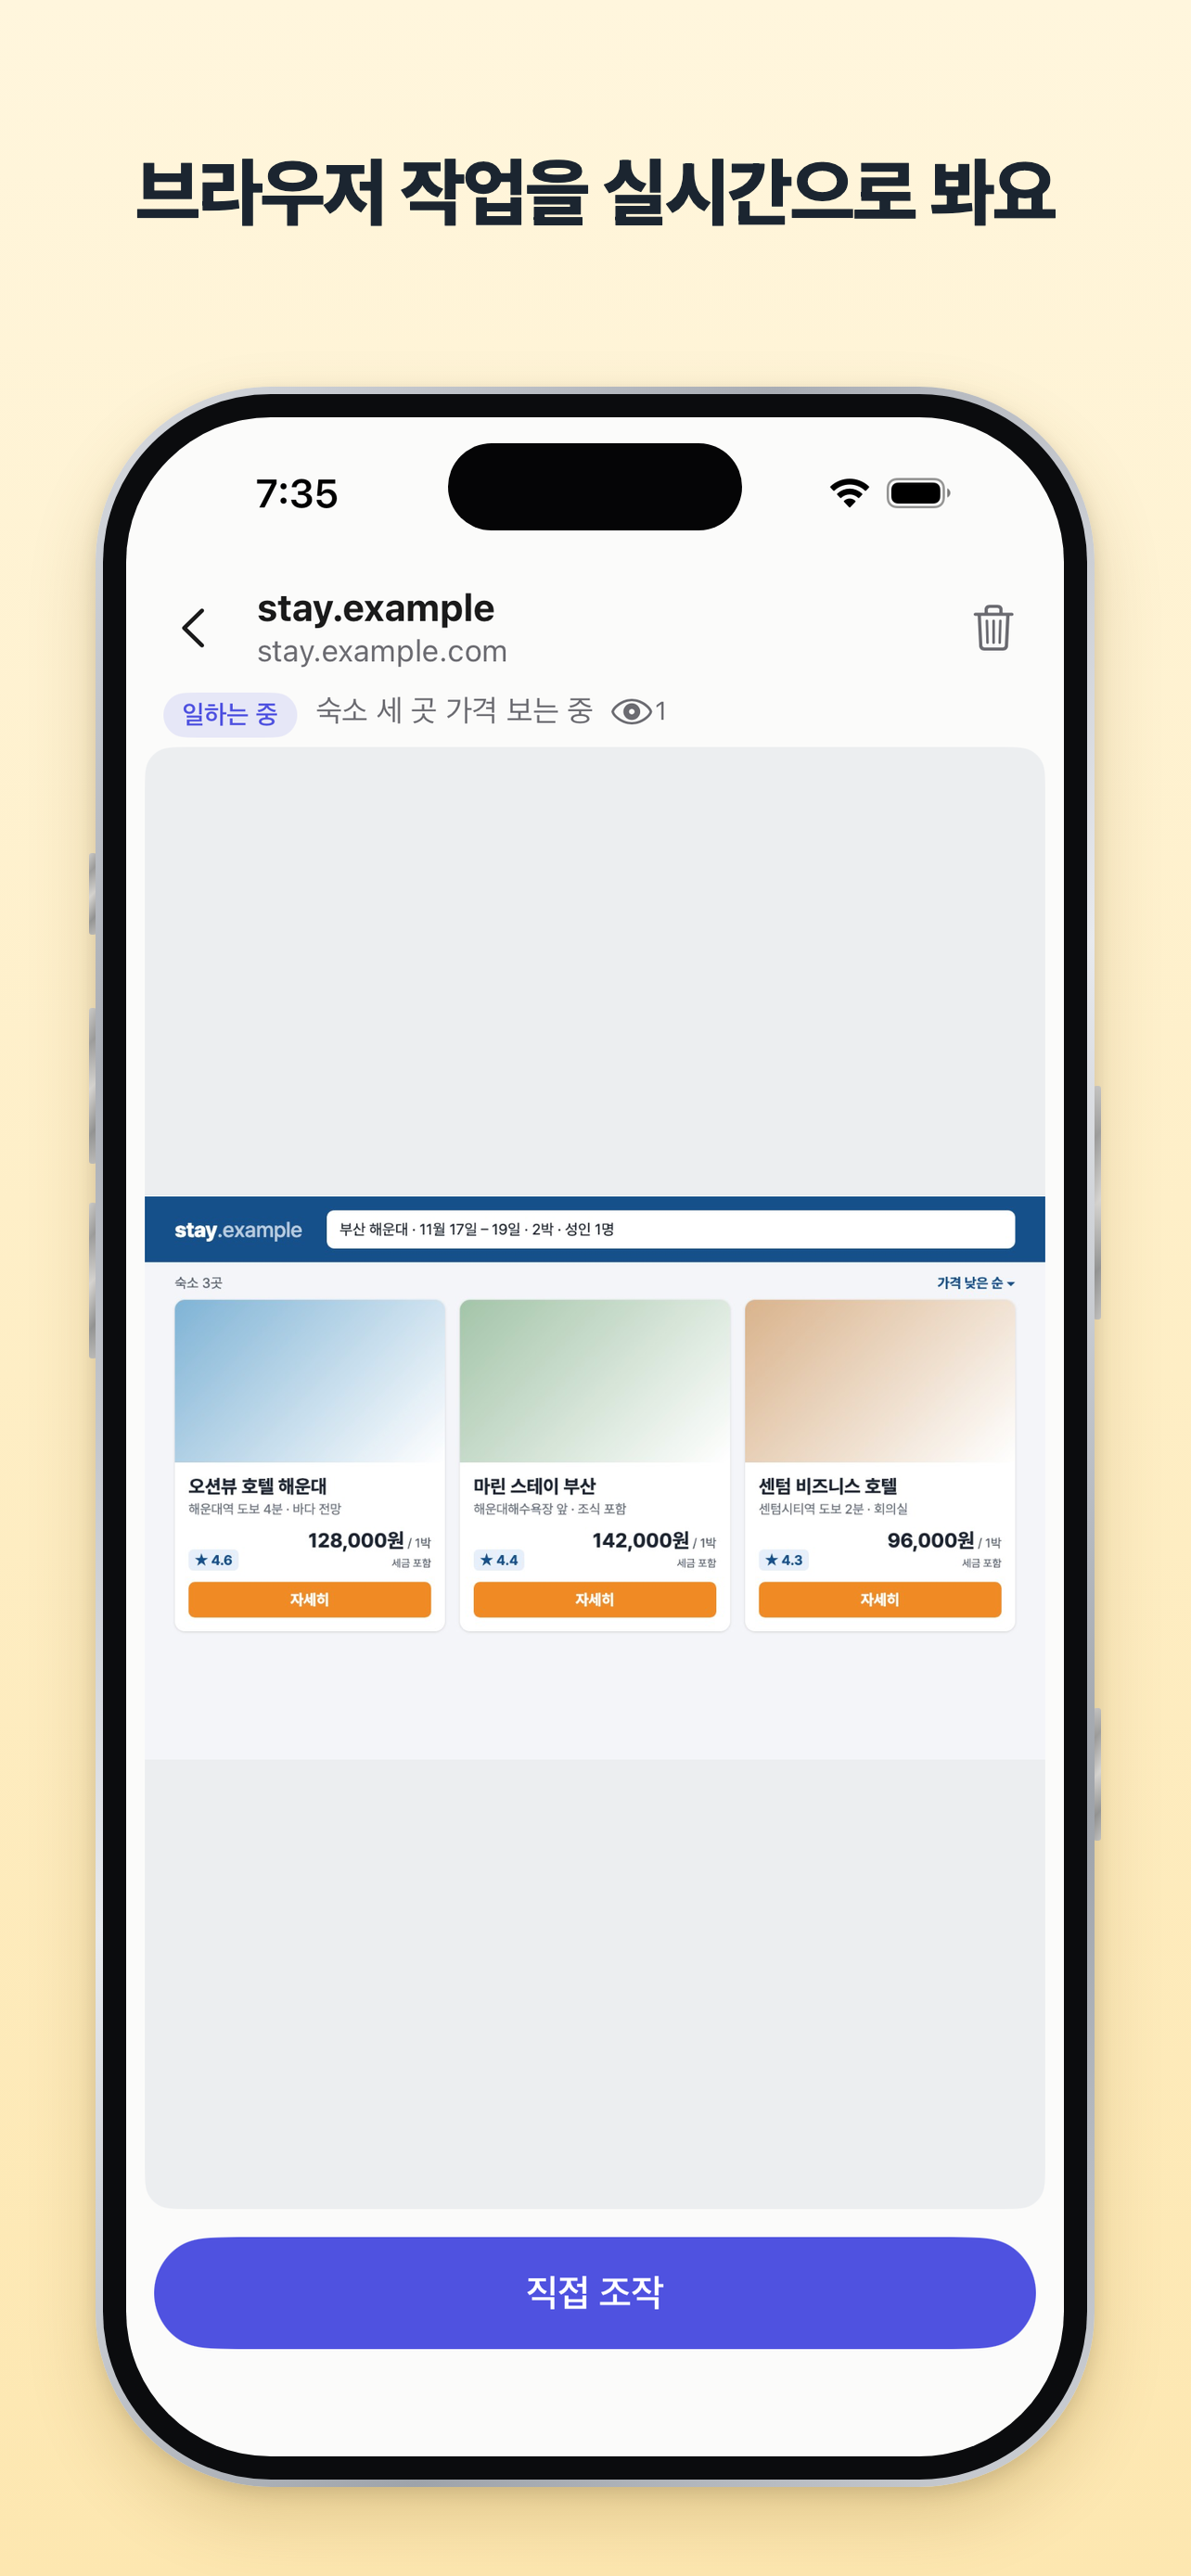 브라우저 작업을 실시간으로 봐요
7:35
stay.example
stay.example.com
일하는 중 숙소 세 곳 가격 보는 중 1
stay.example 부산 해운대 · 11월 17일 – 19일 · 2박 · 성인 1명
숙소 3곳 가격 낮은 순
오션뷰 호텔 해운대
해운대역 도보 4분 · 바다 전망
128,000원 / 1박
★ 4.6 세금 포함
자세히
마린 스테이 부산
해운대해수욕장 앞 · 조식 포함
142,000원 / 1박
★ 4.4 세금 포함
자세히
센텀 비즈니스 호텔
센텀시티역 도보 2분 · 회의실
96,000원 / 1박
★ 4.3 세금 포함
자세히
직접 조작